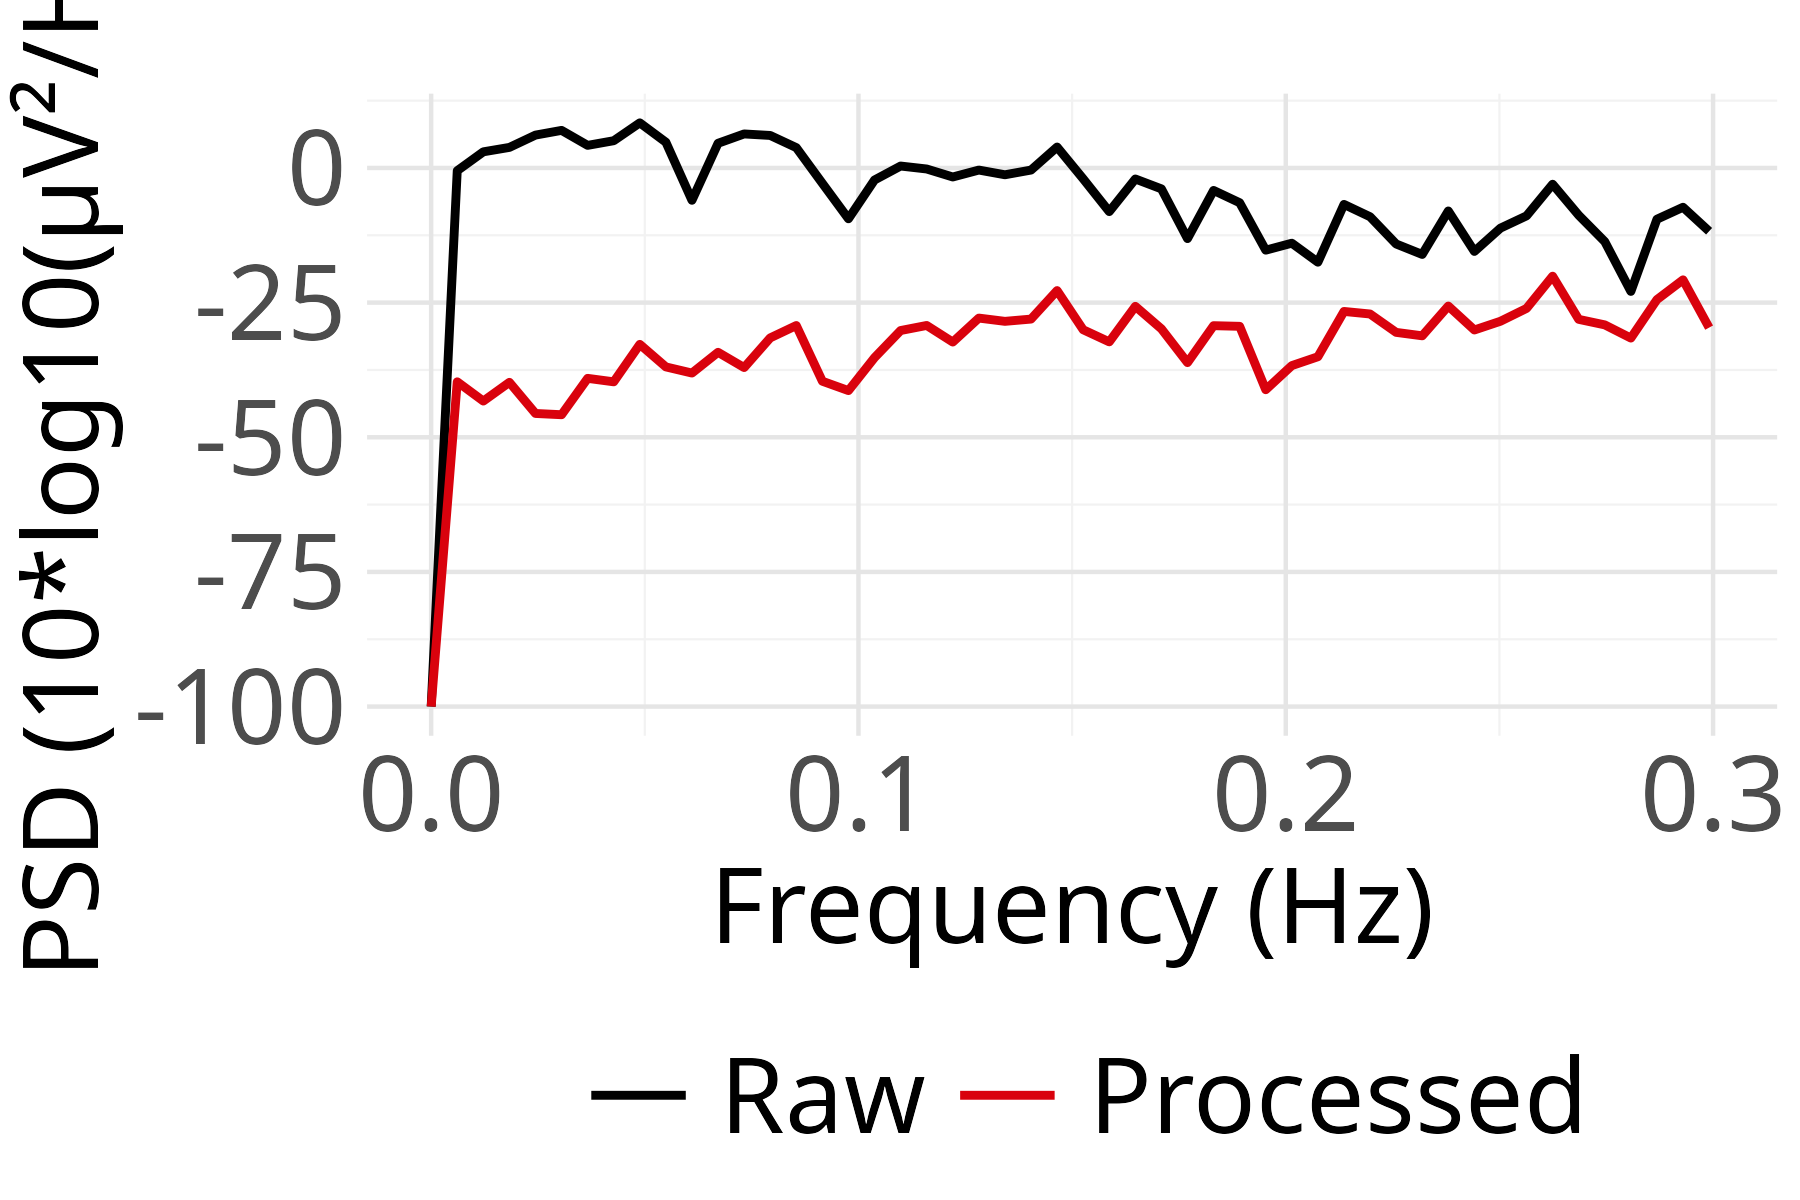 PSD (10*log10(µV²/H
0
-25
-50
-75
-100
0.0 0.1 0.2 0.3
Frequency (Hz)
Raw Processed